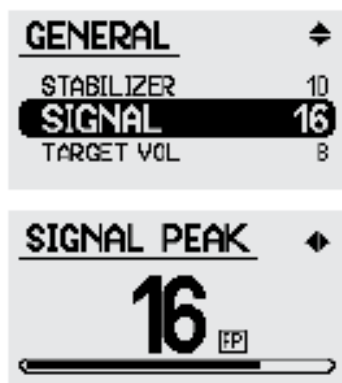 GENERAL
STABILIZER 10
SIGNAL 16
TARGET VOL 8
SIGNAL PEAK
16 FP